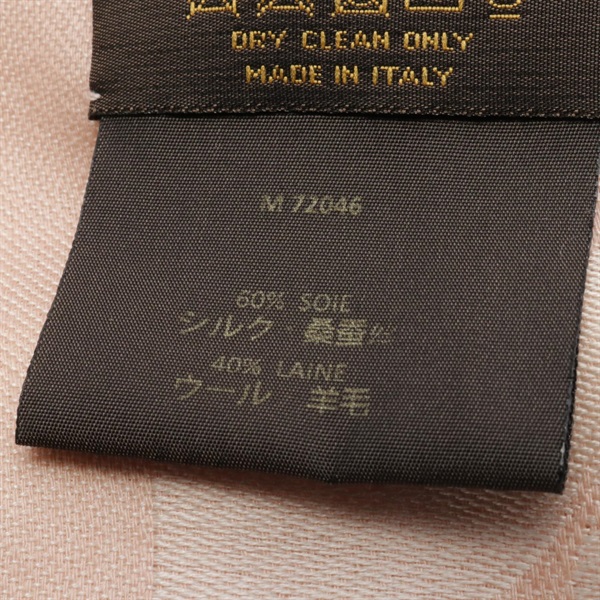 DRY CLEAN ONLY
MADE IN ITALY
M 72046
60% SOIE
シルク・桑蚕丝
40% LAINE
ウール 羊毛